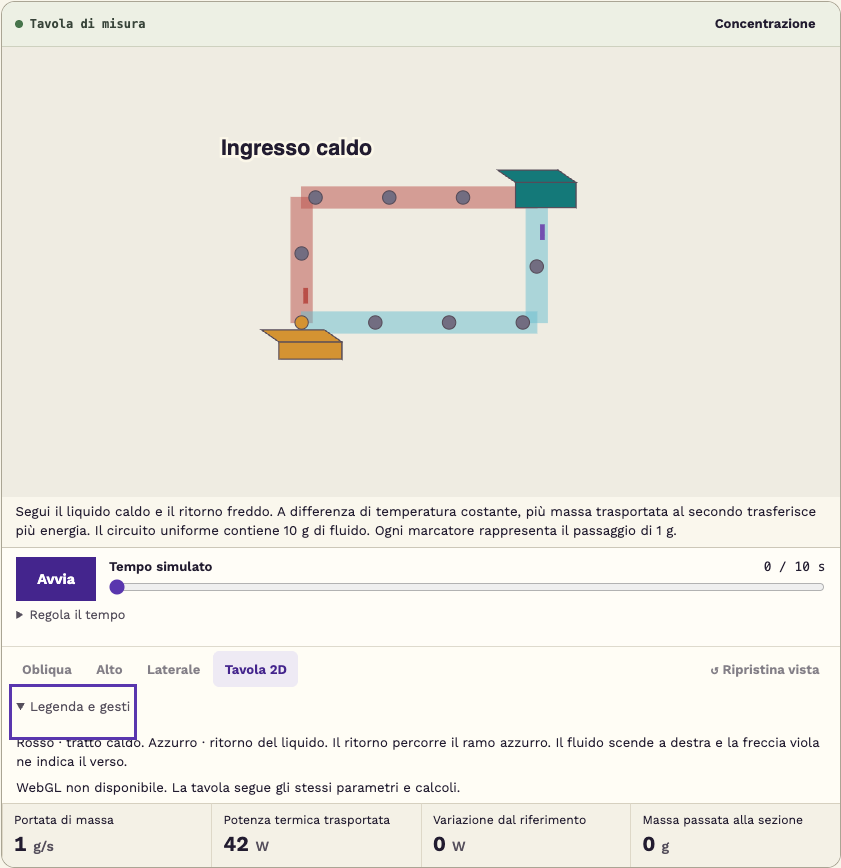 Tavola di misura
Concentrazione
Ingresso caldo
Segui il liquido caldo e il ritorno freddo. A differenza di temperatura costante, più massa trasportata al secondo trasferisce
più energia. Il circuito uniforme contiene 10 g di fluido. Ogni marcatore rappresenta il passaggio di 1 g.
Avvia
Tempo simulato
0 / 10 s
Regola il tempo
Obliqua
Alto
Laterale
Tavola 2D
↺ Ripristina vista
Legenda e gesti
Rosso · tratto caldo. Azzurro · ritorno del liquido. Il ritorno percorre il ramo azzurro. Il fluido scende a destra e la freccia viola
ne indica il verso.
WebGL non disponibile. La tavola segue gli stessi parametri e calcoli.
Portata di massa
1 g/s
Potenza termica trasportata
42 W
Variazione dal riferimento
0 W
Massa passata alla sezione
0 g